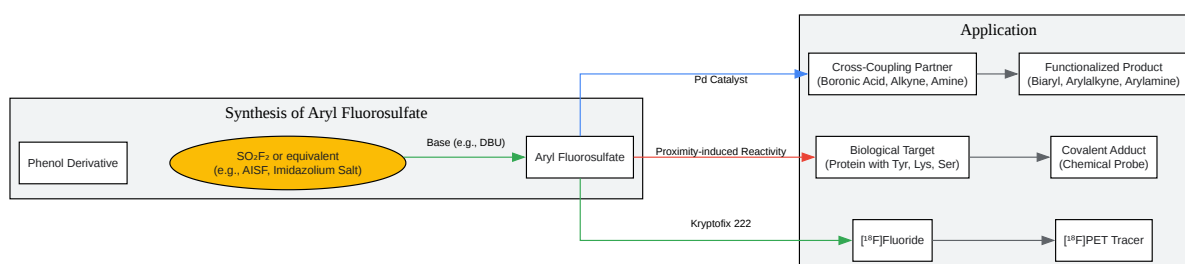 Application
Cross-Coupling Partner
(Boronic Acid, Alkyne, Amine)
Functionalized Product
(Biaryl, Arylalkyne, Arylamine)
Pd Catalyst
Synthesis of Aryl Fluorosulfate
Phenol Derivative
SO₂F₂ or equivalent
(e.g., AISF, Imidazolium Salt)
Base (e.g., DBU)
Aryl Fluorosulfate
Proximity-induced Reactivity
Biological Target
(Protein with Tyr, Lys, Ser)
Covalent Adduct
(Chemical Probe)
Kryptofix 222
[¹⁸F]Fluoride
[¹⁸F]PET Tracer